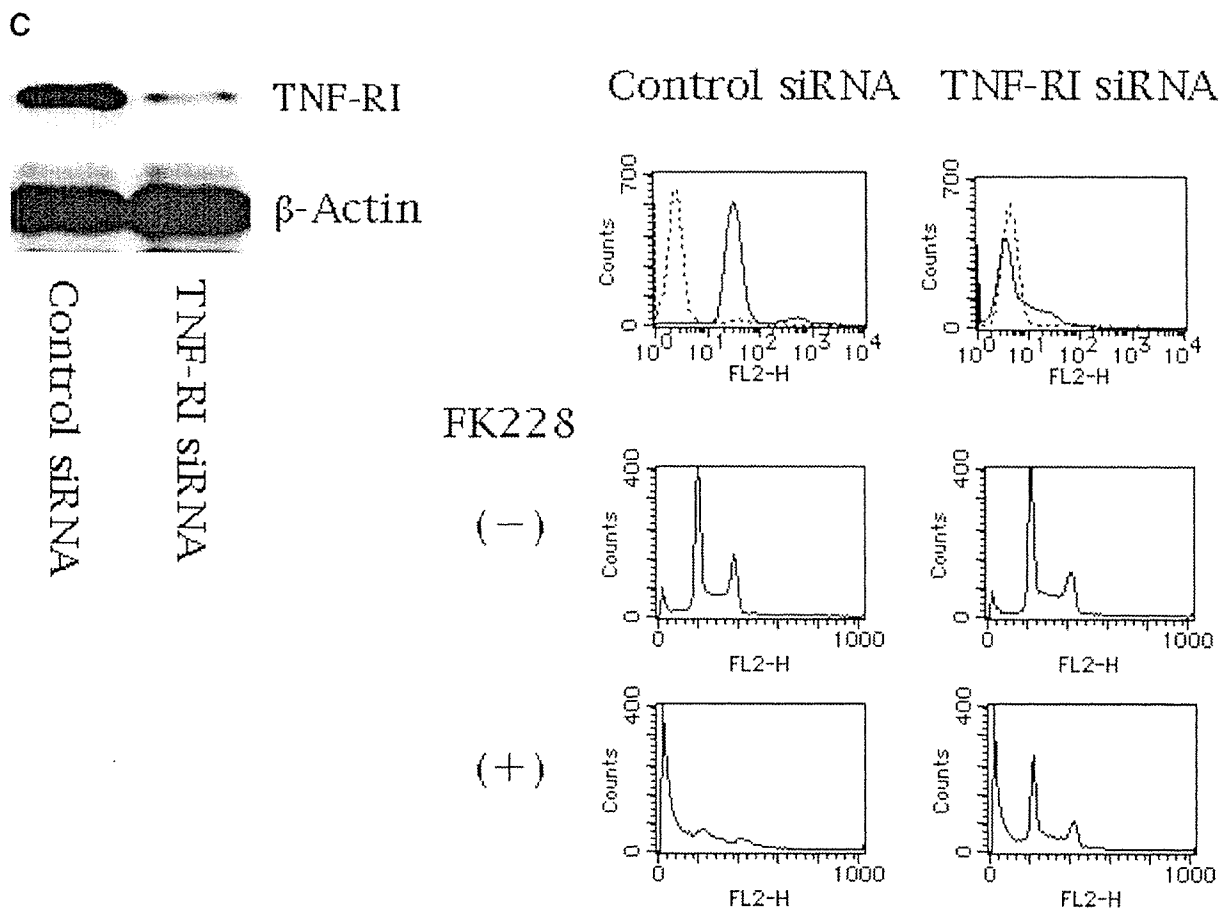 C
TNF-RI
β-Actin
Control siRNA
TNF-RI siRNA
Control siRNA
TNF-RI siRNA
700
Counts
0
10^0 10^1 10^2 10^3 10^4
FL2-H
700
Counts
0
10^0 10^1 10^2 10^3 10^4
FL2-H
FK228
(−)
400
Counts
0
0 1000
FL2-H
400
Counts
0
0 1000
FL2-H
(+)
400
Counts
0
0 1000
FL2-H
400
Counts
0
0 1000
FL2-H